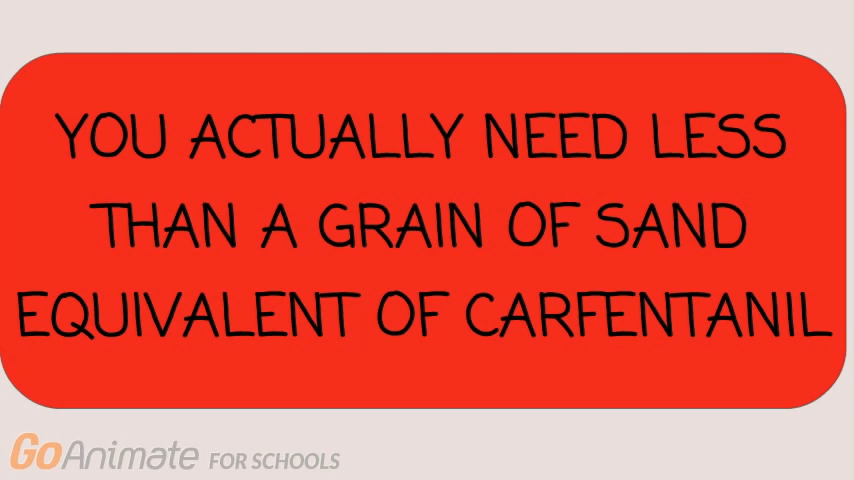 YOU ACTUALLY NEED LESS
THAN A GRAIN OF SAND
EQUIVALENT OF CARFENTANIL
GoAnimate FOR SCHOOLS